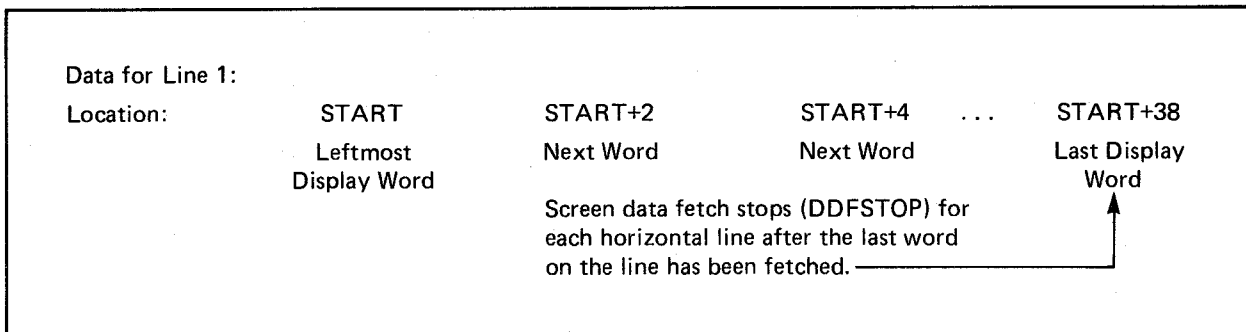 Data for Line 1:
Location: START START+2 START+4 ... START+38
Leftmost Next Word Next Word Last Display
Display Word Word
Screen data fetch stops (DDFSTOP) for
each horizontal line after the last word
on the line has been fetched.